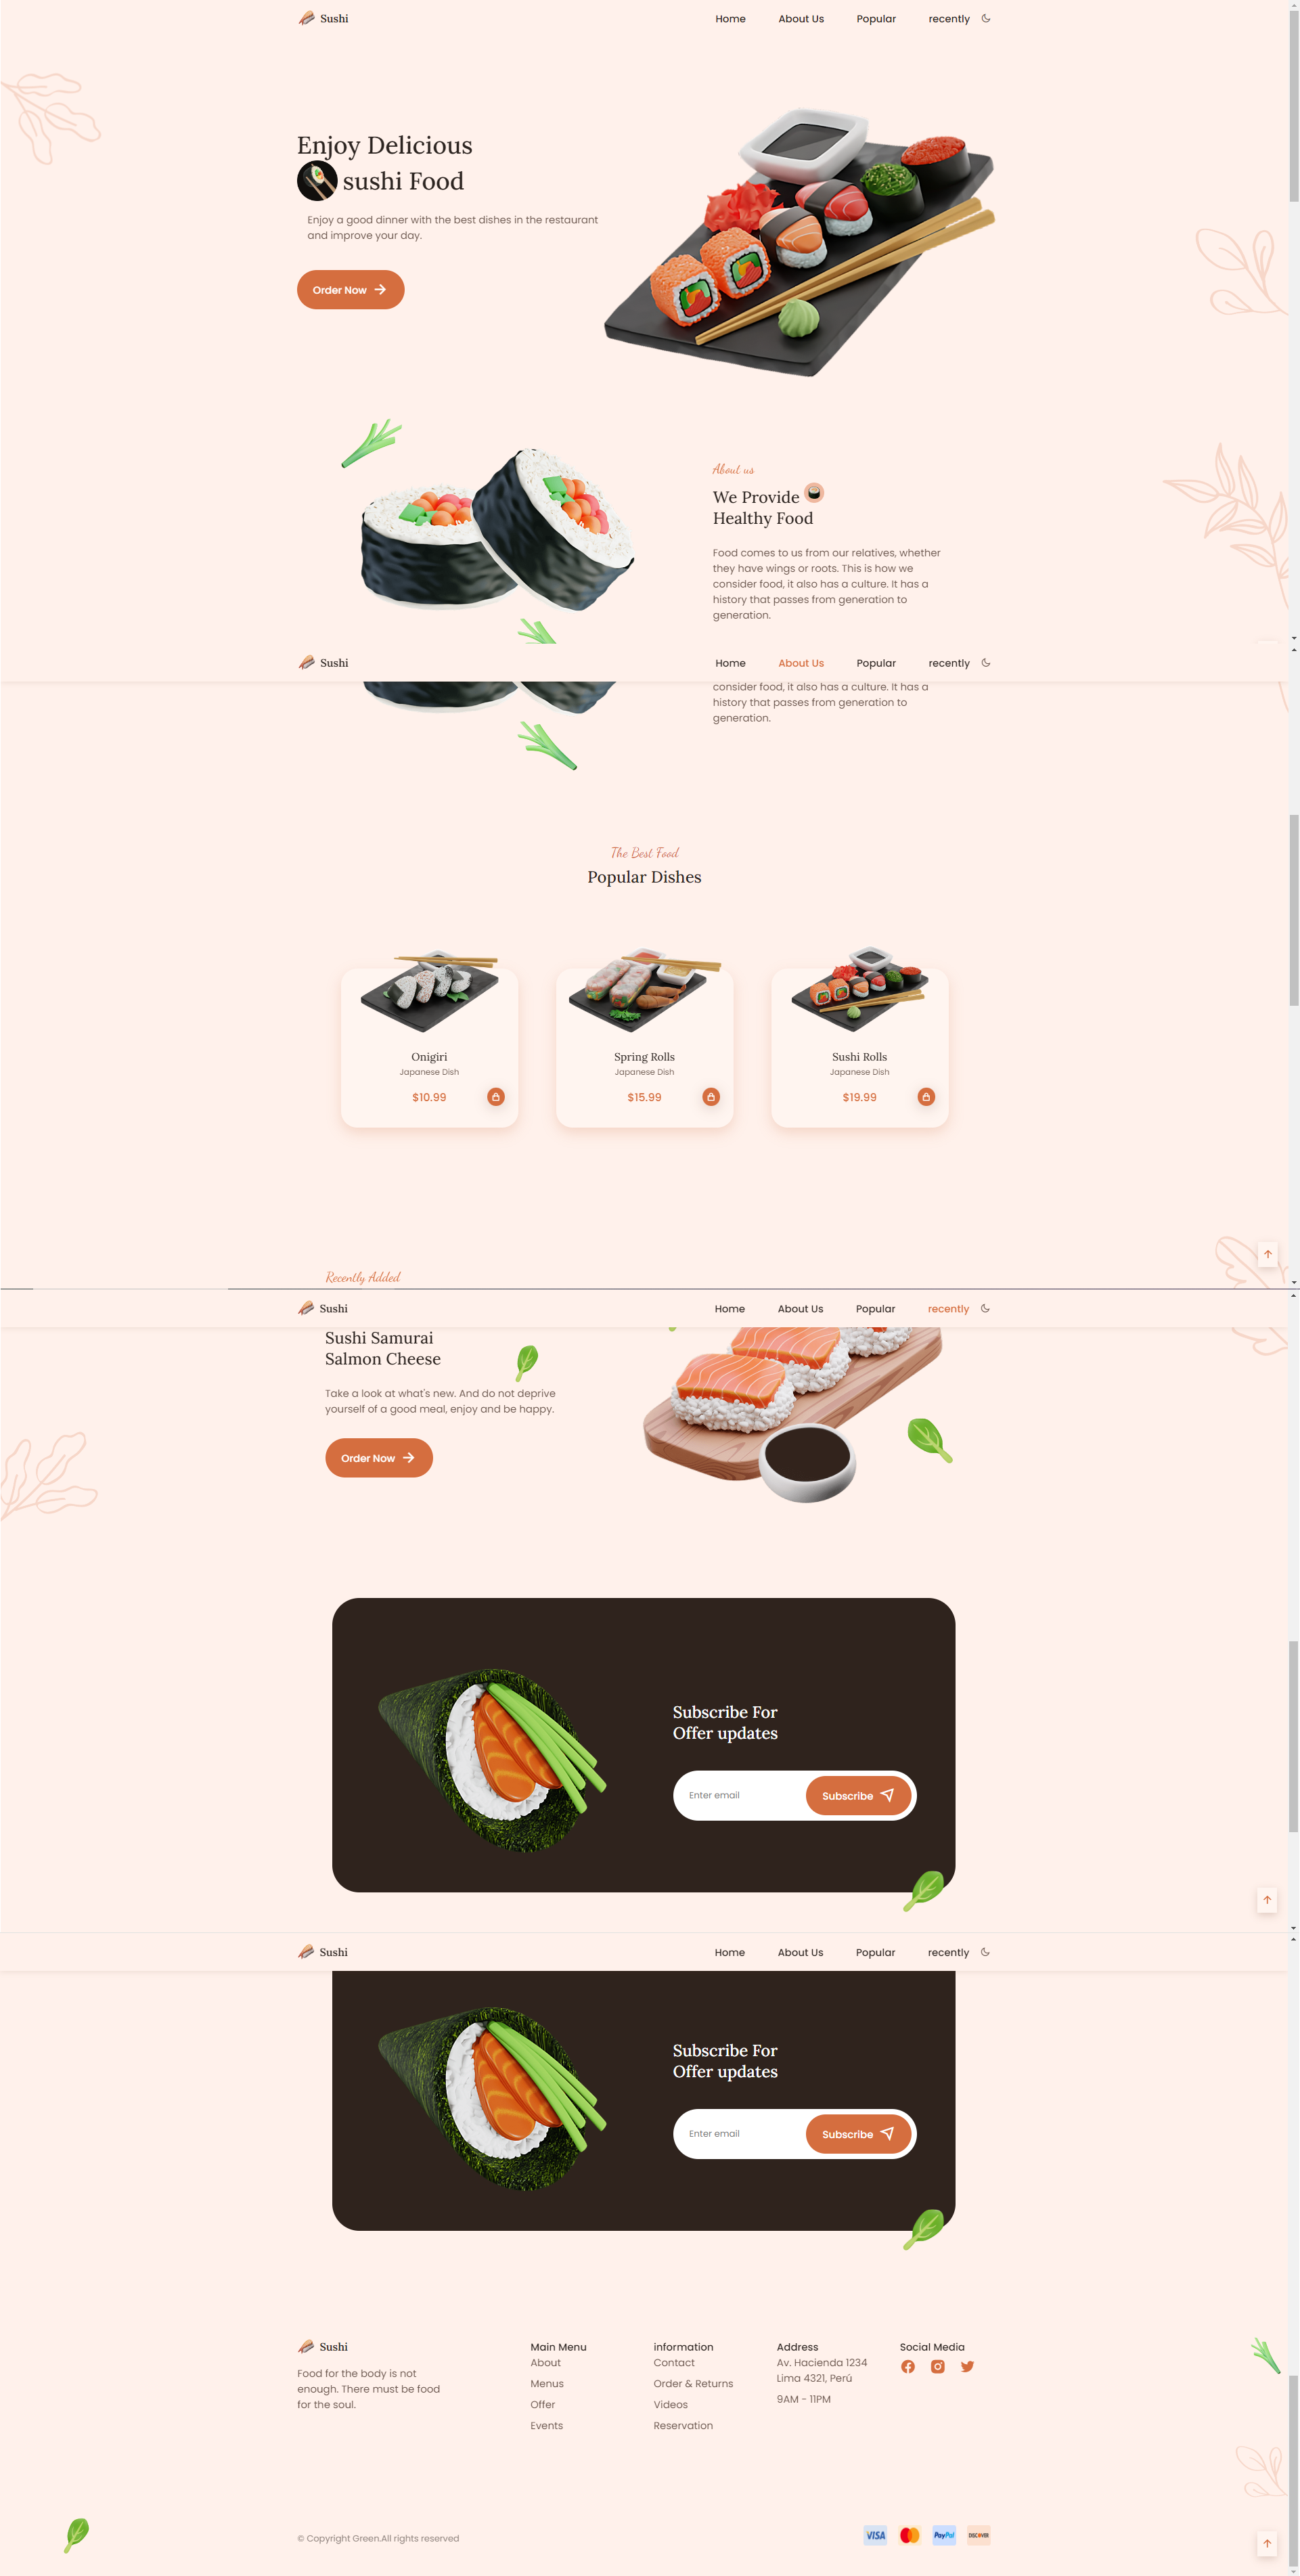 Sushi
Home About Us Popular recently
Enjoy Delicious
sushi Food
Enjoy a good dinner with the best dishes in the restaurant
and improve your day.
Order Now
About us
We Provide
Healthy Food
Food comes to us from our relatives, whether
they have wings or roots. This is how we
consider food, it also has a culture. It has a
history that passes from generation to
generation.
Sushi
Home About Us Popular recently
consider food, it also has a culture. It has a
history that passes from generation to
generation.
The Best Food
Popular Dishes
Onigiri
Japanese Dish
$10.99
Spring Rolls
Japanese Dish
$15.99
Sushi Rolls
Japanese Dish
$19.99
Recently Added
Sushi
Home About Us Popular recently
Sushi Samurai
Salmon Cheese
Take a look at what's new. And do not deprive
yourself of a good meal, enjoy and be happy.
Order Now
Subscribe For
Offer updates
Enter email
Subscribe
Sushi
Home About Us Popular recently
Subscribe For
Offer updates
Enter email
Subscribe
Sushi
Food for the body is not
enough. There must be food
for the soul.
Main Menu
About
Menus
Offer
Events
information
Contact
Order & Returns
Videos
Reservation
Address
Av. Hacienda 1234
Lima 4321, Perú
9AM - 11PM
Social Media
© Copyright Green.All rights reserved
VISA
PayPal
DISCOVER